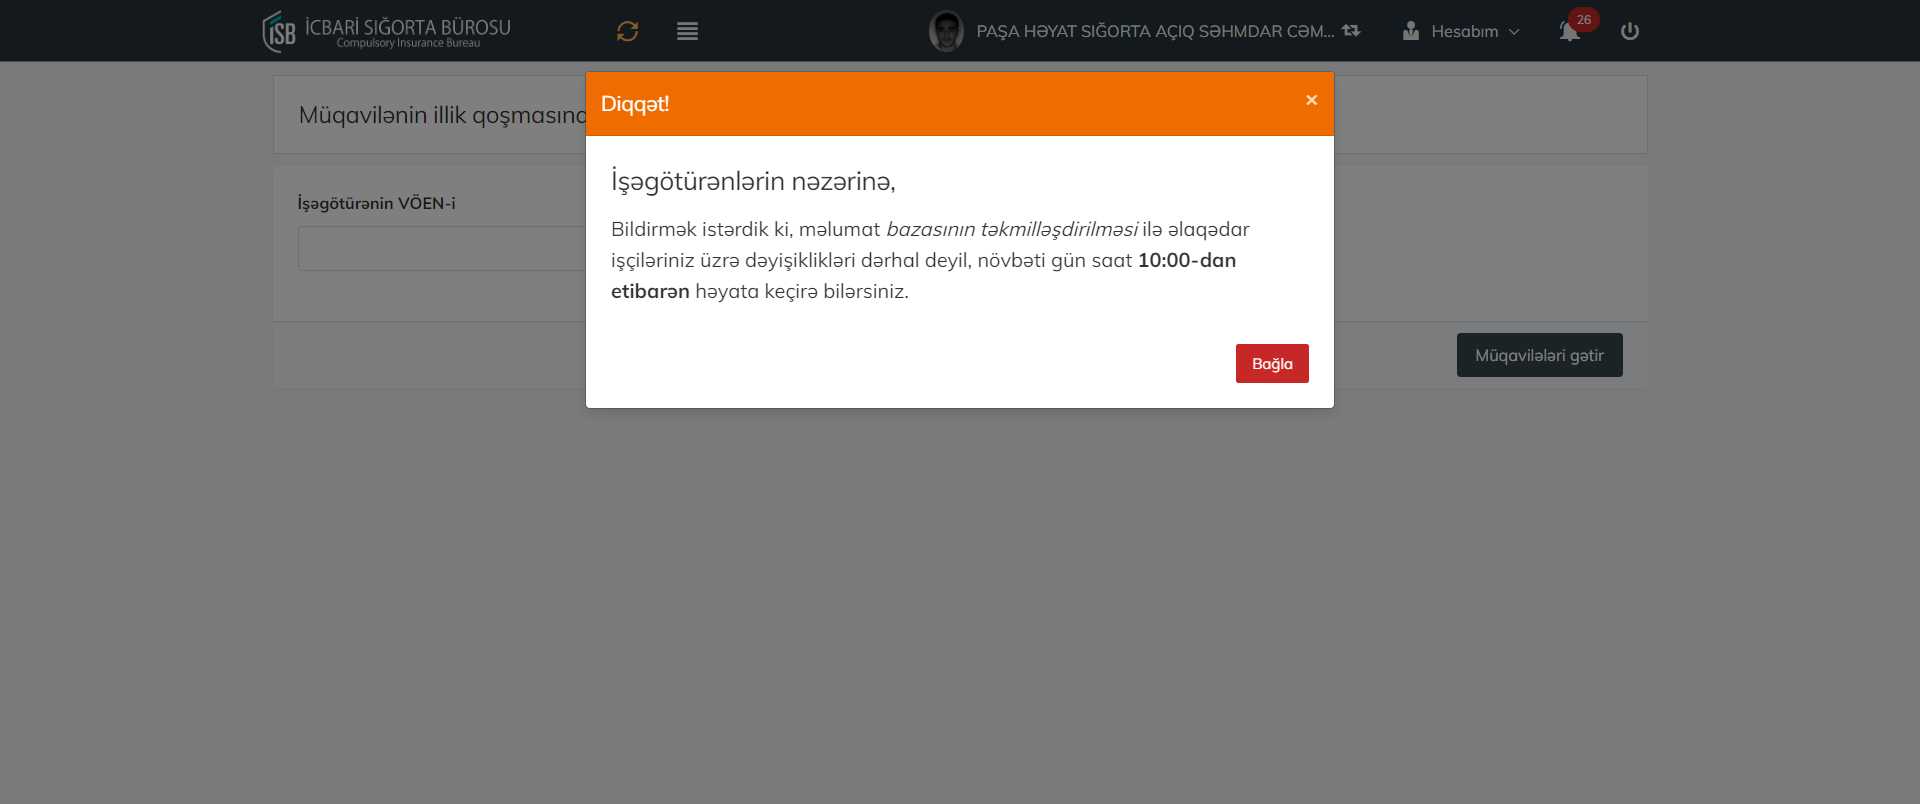 İSB İCBARİ SIĞORTA BÜROSU
Compulsory Insurance Bureau
PAŞA HƏYAT SIĞORTA AÇIQ SƏHMDAR CƏM...
Hesabım
26
Müqavilənin illik qoşmasınd
Diqqət!
×
İşəgötürənlərin nəzərinə,
Bildirmək istərdik ki, məlumat bazasının təkmilləşdirilməsi ilə əlaqədar
işçiləriniz üzrə dəyişiklikləri dərhal deyil, növbəti gün saat 10:00-dan
etibarən həyata keçirə bilərsiniz.
Bağla
İşəgötürənin VÖEN-i
Müqavilələri gətir